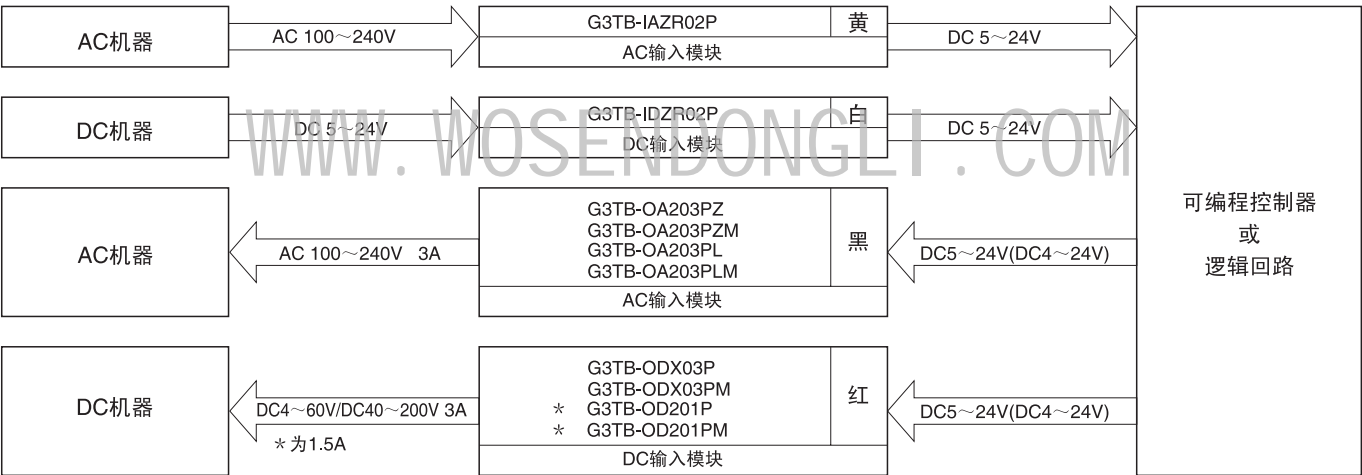 AC机器
AC 100～240V
G3TB-IAZR02P
黄
AC输入模块
DC 5～24V
DC机器
DC 5～24V
G3TB-IDZR02P
白
DC输入模块
DC 5～24V
WWW.WOSENDONGLI.COM
AC机器
AC 100～240V 3A
G3TB-OA203PZ
G3TB-OA203PZM
G3TB-OA203PL
G3TB-OA203PLM
黑
AC输入模块
DC5～24V(DC4～24V)
DC机器
DC4～60V/DC40～200V 3A
＊为1.5A
G3TB-ODX03P
G3TB-ODX03PM
＊ G3TB-OD201P
＊ G3TB-OD201PM
红
DC输入模块
DC5～24V(DC4～24V)
可编程控制器
或
逻辑回路